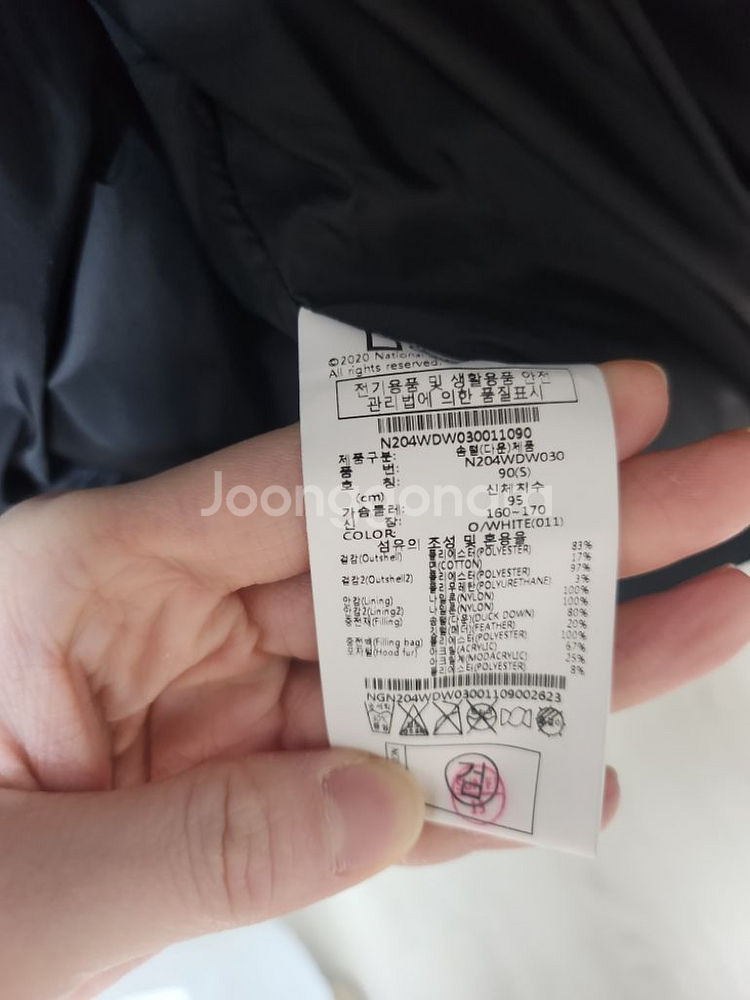 ©2020 National
All rights reserved.
전기용품 및 생활용품 안전
관리법에 의한 품질표시
N204WDW030011090
제품구분: 솜털(다운)제품
품 번: N204WDW030
호 칭: 90(S)
(cm) 신체치수
가슴둘레: 95
신 장: 160~170
COLOR: O/WHITE(011)
섬유의 조성 및 혼용율
겉감(Outshell) 폴리에스터(POLYESTER) 83%
면(COTTON) 17%
겉감2(Outshell2) 폴리에스터(POLYESTER) 97%
폴리우레탄(POLYURETHANE) 3%
안감(Lining) 나일론(NYLON) 100%
안감2(Lining2) 나일론(NYLON) 100%
충전재(Filling) 솜털(다운)(DUCK DOWN) 80%
깃털(페더)(FEATHER) 20%
충전백(Filling bag) 폴리에스터(POLYESTER) 100%
모자털(Hood fur) 아크릴(ACRYLIC) 67%
아크릴계(MODACRYLIC) 25%
폴리에스터(POLYESTER) 8%
NGN204WDW03001109002623
검
Joonggonara